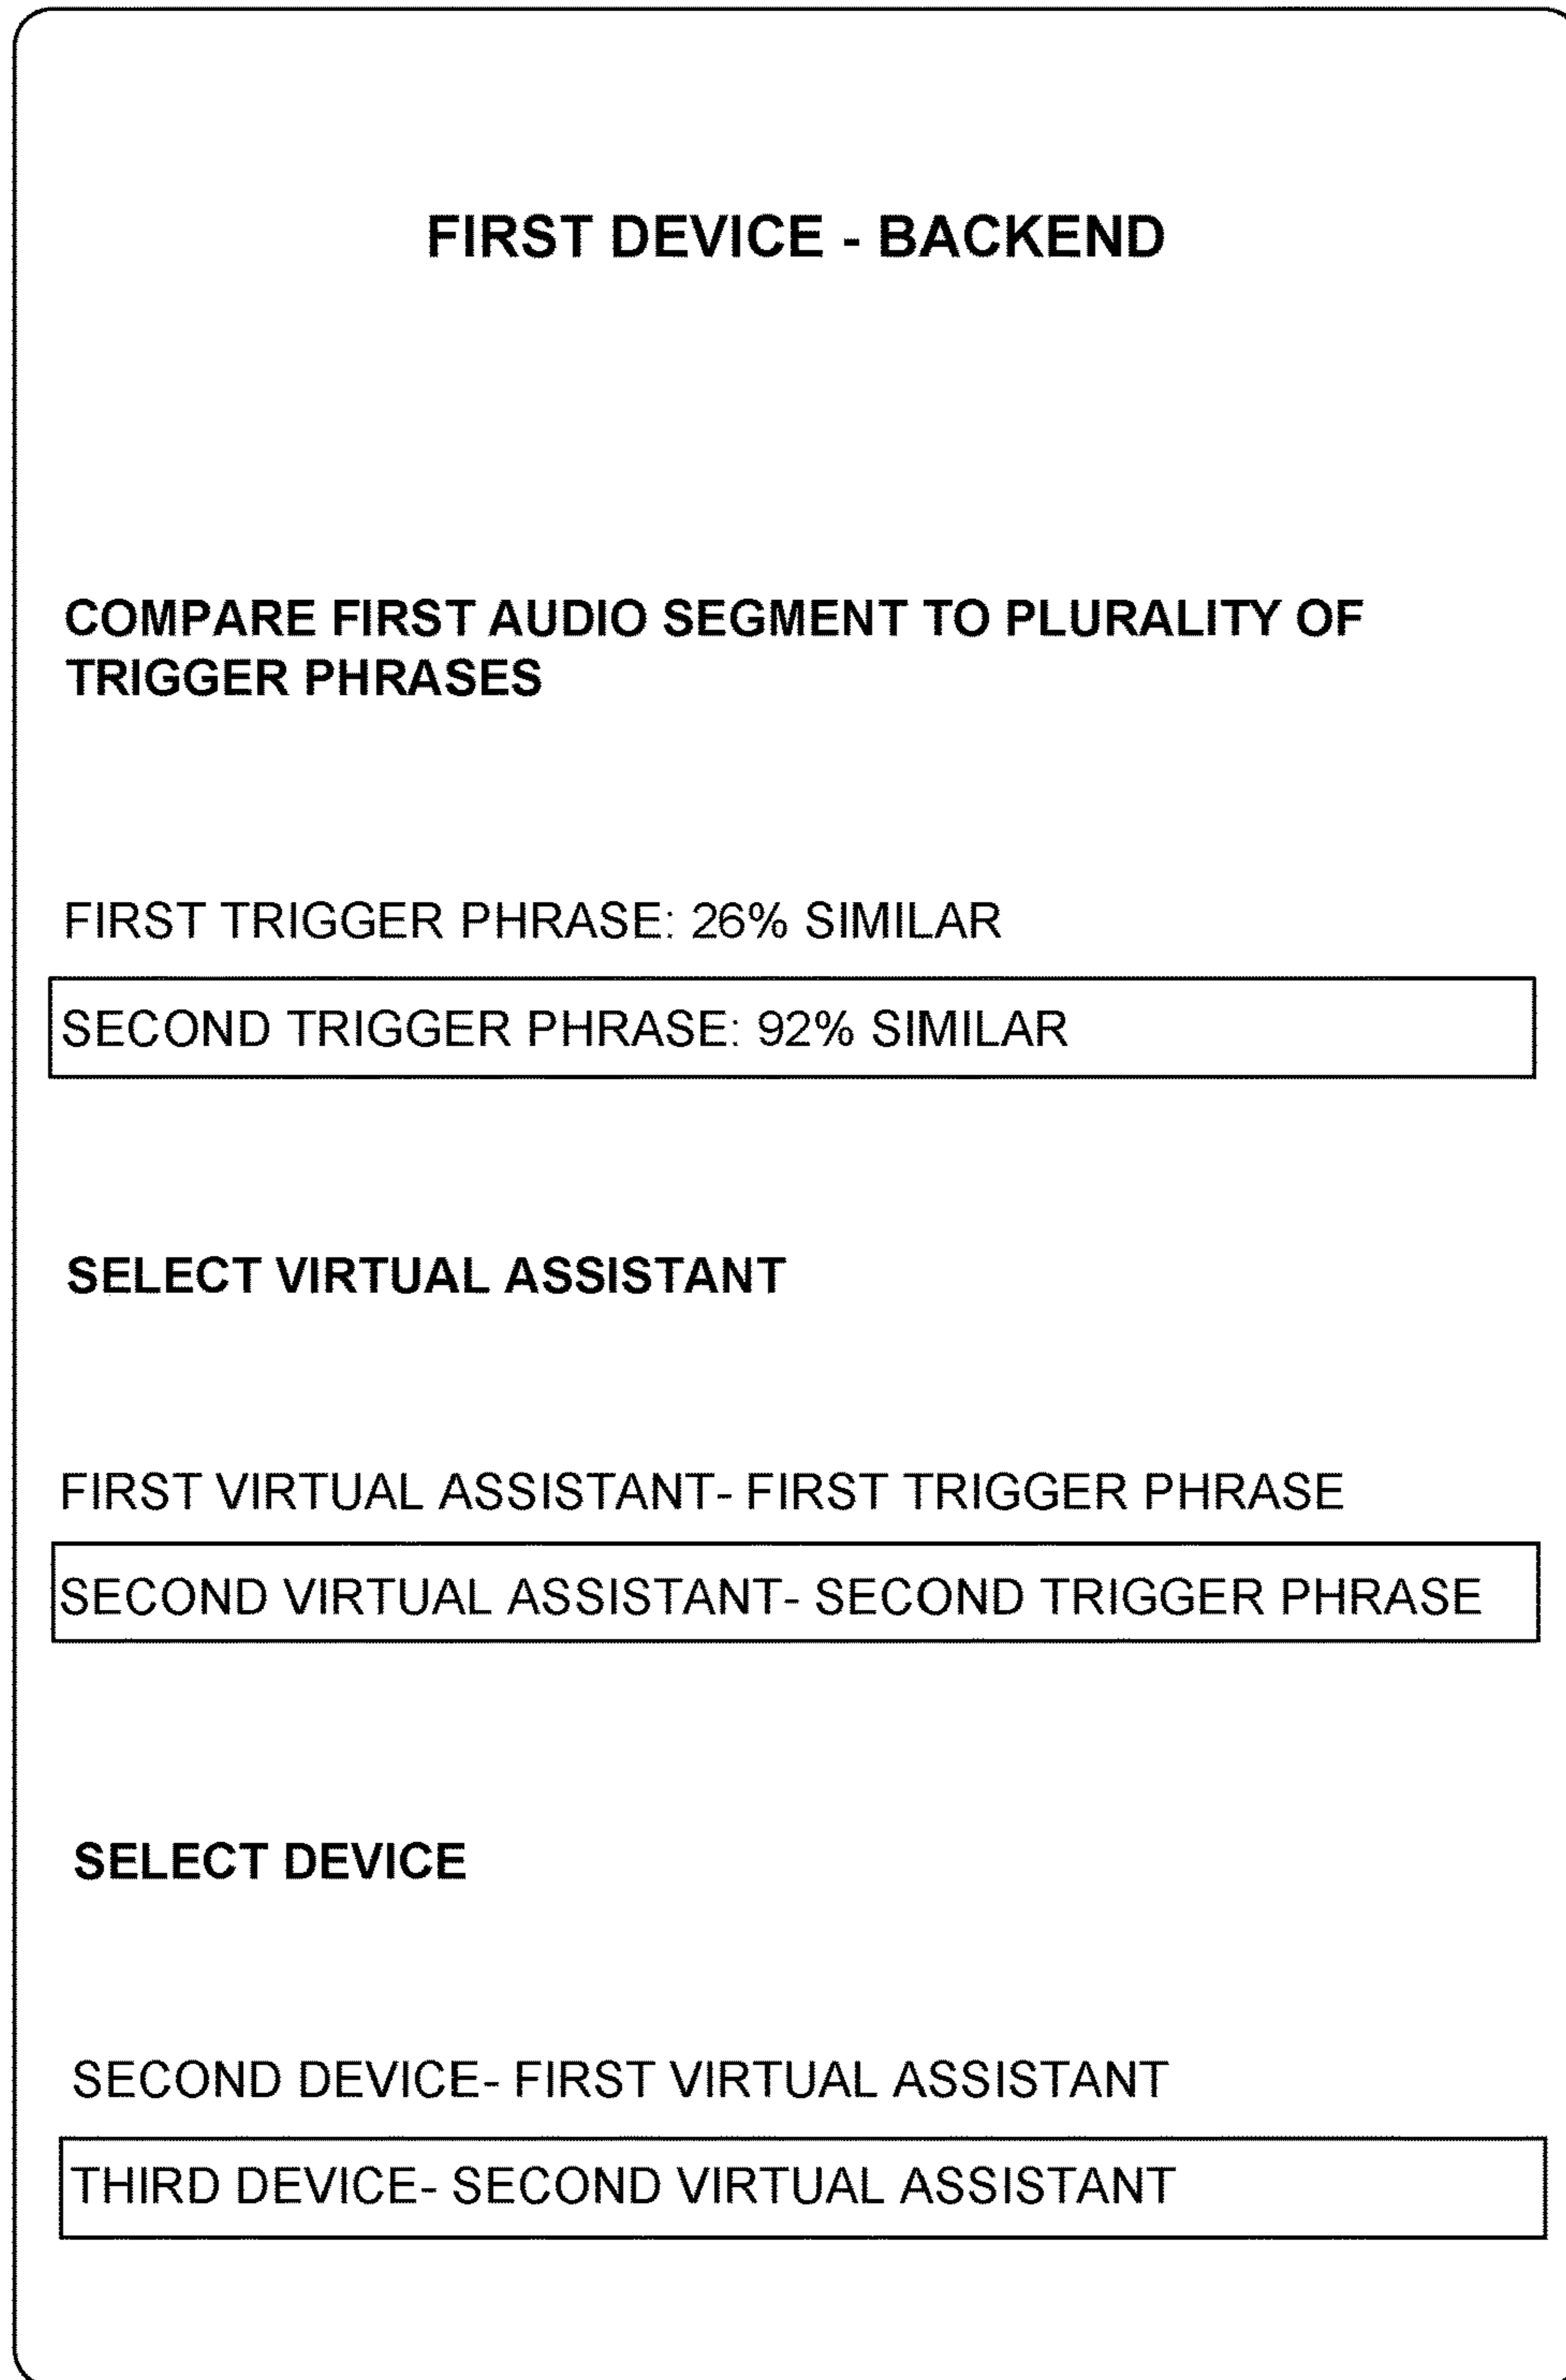 FIRST DEVICE - BACKEND
COMPARE FIRST AUDIO SEGMENT TO PLURALITY OF
TRIGGER PHRASES
FIRST TRIGGER PHRASE: 26% SIMILAR
SECOND TRIGGER PHRASE: 92% SIMILAR
SELECT VIRTUAL ASSISTANT
FIRST VIRTUAL ASSISTANT- FIRST TRIGGER PHRASE
SECOND VIRTUAL ASSISTANT- SECOND TRIGGER PHRASE
SELECT DEVICE
SECOND DEVICE- FIRST VIRTUAL ASSISTANT
THIRD DEVICE- SECOND VIRTUAL ASSISTANT